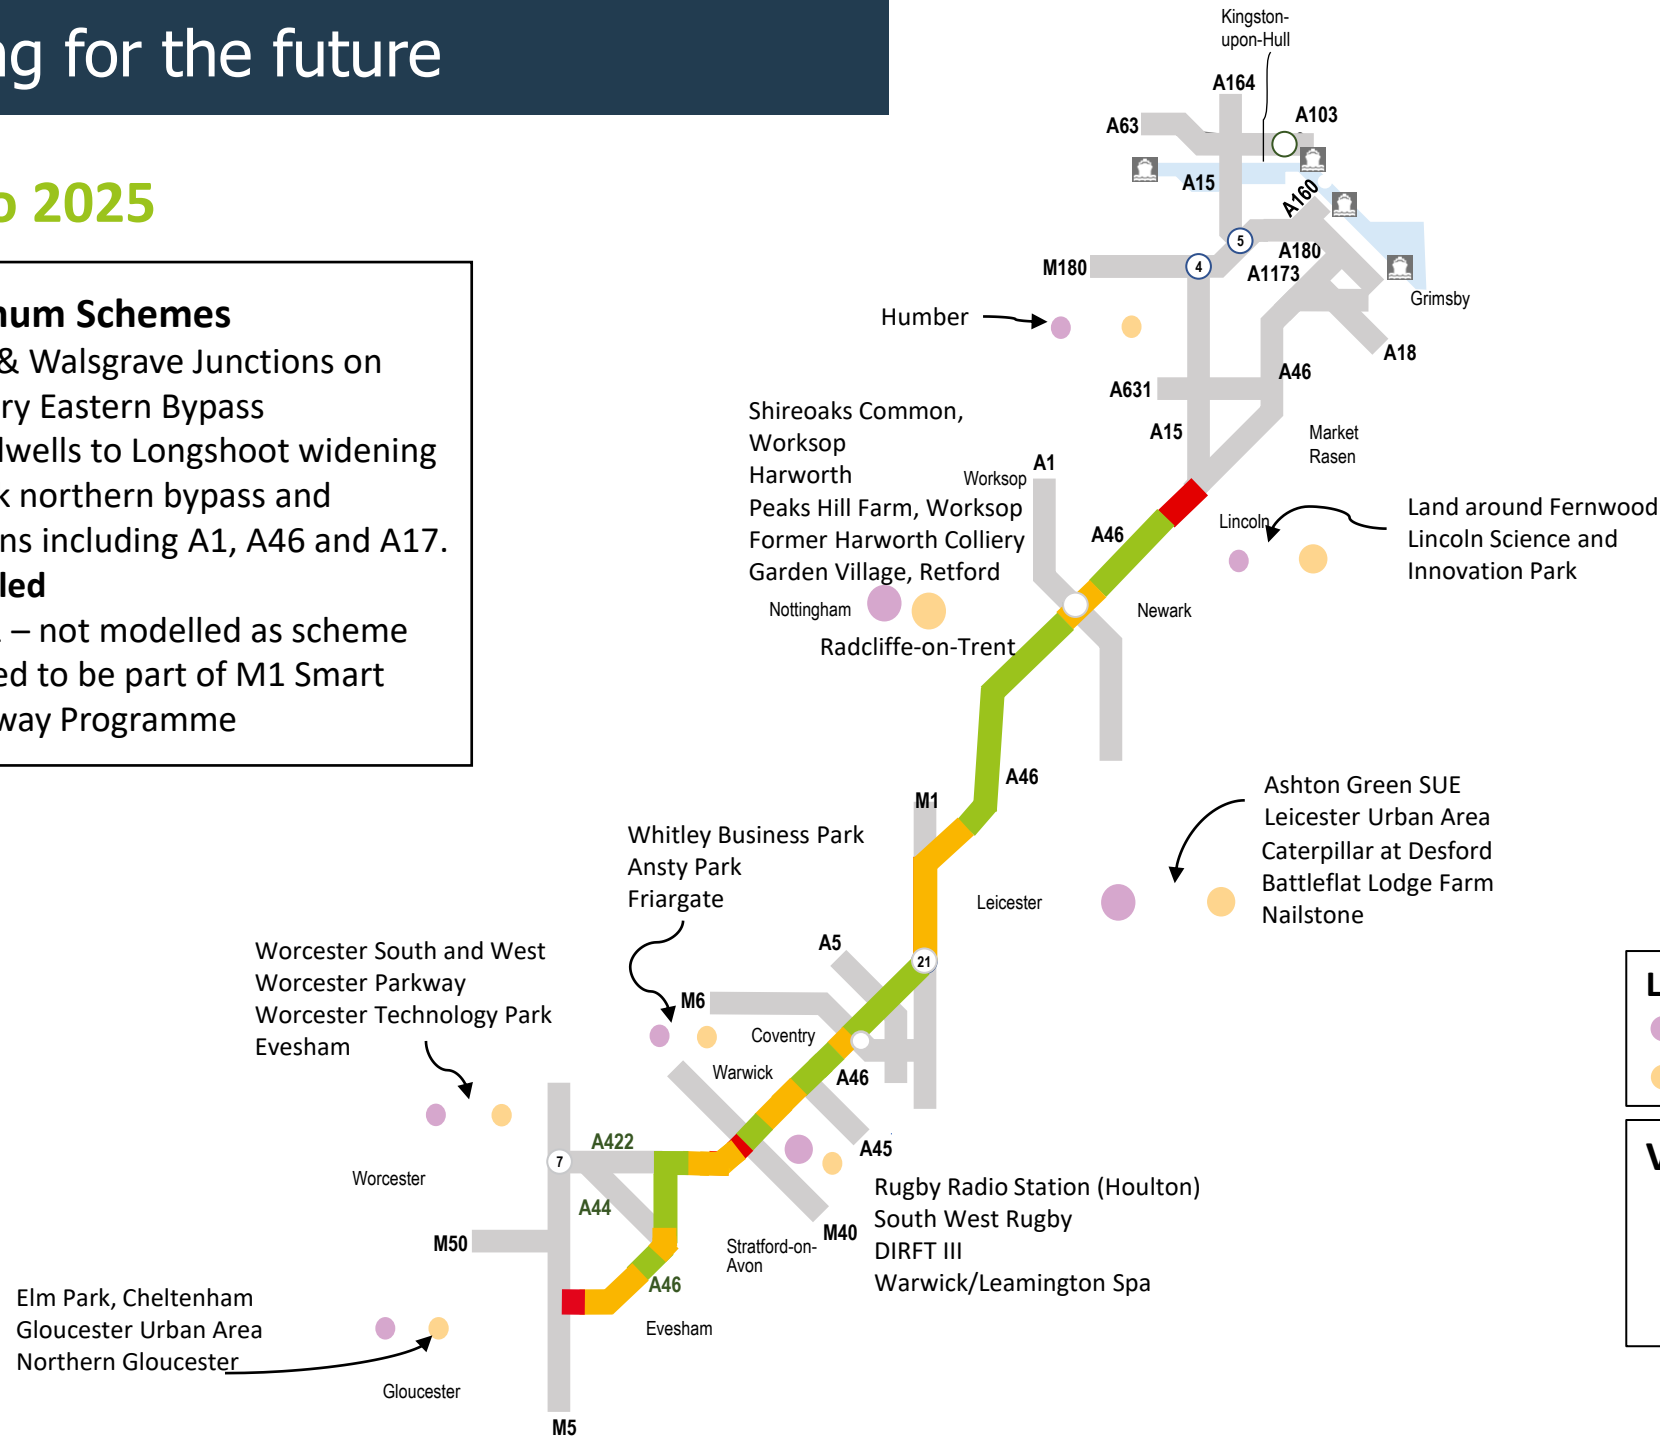 ng for the future
o 2025
num Schemes
& Walsgrave Junctions on
ry Eastern Bypass
dwells to Longshoot widening
k northern bypass and
ns including A1, A46 and A17.
led
– not modelled as scheme
ed to be part of M1 Smart
way Programme
Kingston-
upon-Hull
A164
A63
A103
A15
A160
5
A180
M180
4
A1173
Grimsby
Humber
A18
A46
A631
A15
Market
Rasen
Shireoaks Common,
Worksop
Harworth
Peaks Hill Farm, Worksop
Former Harworth Colliery
Garden Village, Retford
Worksop
A1
Nottingham
Radcliffe-on-Trent
A46
Lincoln
Land around Fernwood
Lincoln Science and
Innovation Park
Newark
A46
M1
Ashton Green SUE
Leicester Urban Area
Caterpillar at Desford
Battleflat Lodge Farm
Nailstone
Whitley Business Park
Ansty Park
Friargate
Leicester
A5
21
Worcester South and West
Worcester Parkway
Worcester Technology Park
Evesham
M6
Coventry
Warwick
A46
A45
A422
7
Worcester
A44
M50
M40
Stratford-on-
Avon
Rugby Radio Station (Houlton)
South West Rugby
DIRFT III
Warwick/Leamington Spa
A46
Evesham
Elm Park, Cheltenham
Gloucester Urban Area
Northern Gloucester
Gloucester
M5
L
V